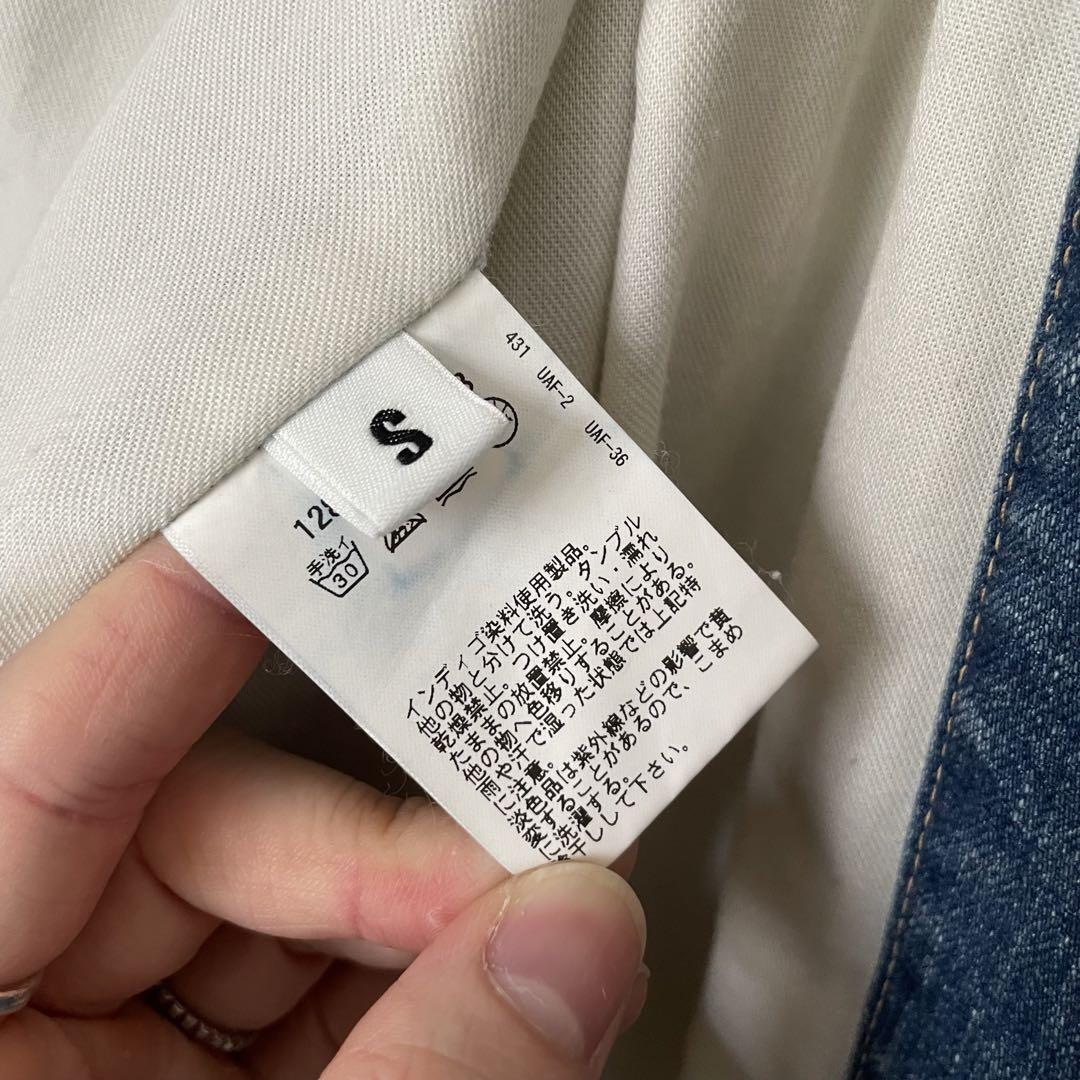 431 UAF-2 UAF-36
S
128
手洗イ
30
インディゴ染料使用製品。
他の物と分けて洗う。タンブル
乾燥禁止。つけ置き洗い・濡れ
たままの放置禁止。摩擦により
他の物へ色移りすることがある。
雨や汗で湿った状態では上記特
に注意。
淡色品は紫外線などの影響で黄
変することがあるので、こまめ
に洗濯する。
干しして下さい。